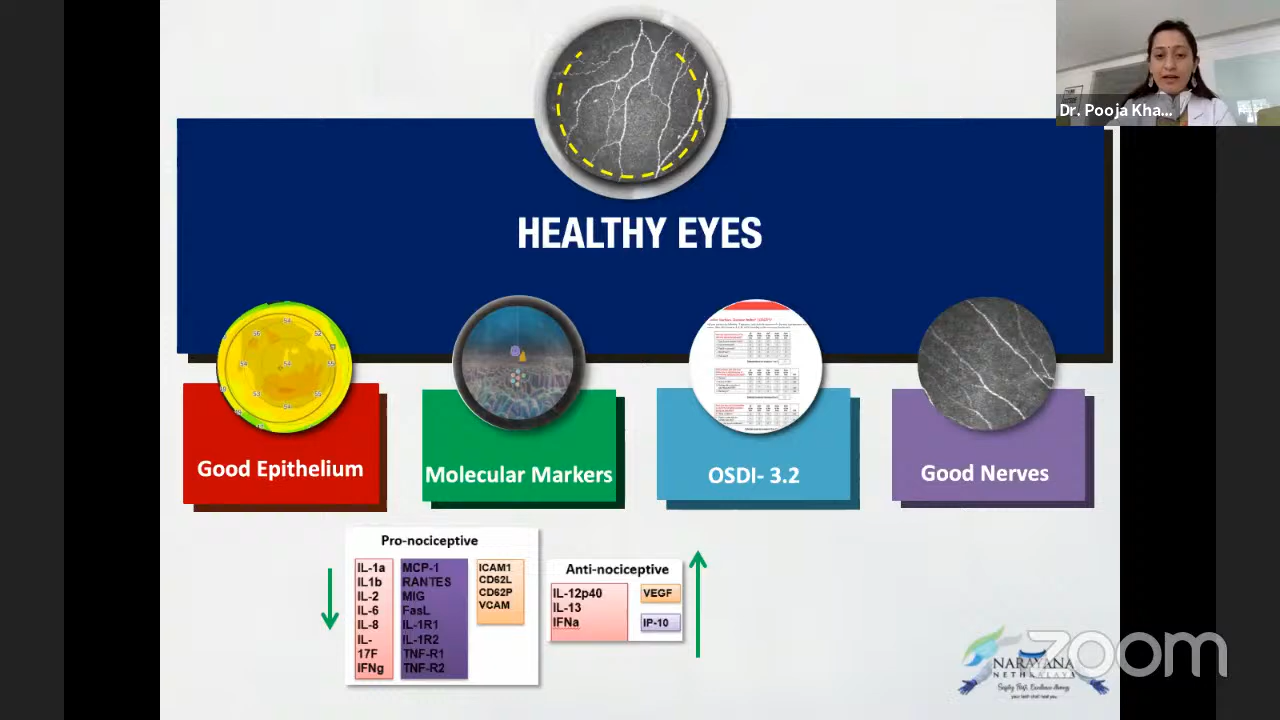 Dr. Pooja Kha...
HEALTHY EYES
Good Epithelium
Molecular Markers
OSDI- 3.2
Good Nerves
Pro-nociceptive
IL-1a
IL1b
IL-2
IL-6
IL-8
IL-
17F
IFNg
MCP-1
RANTES
MIG
FasL
IL-1R1
IL-1R2
TNF-R1
TNF-R2
ICAM1
CD62L
CD62P
VCAM
Anti-nociceptive
IL-12p40
IL-13
IFNa
VEGF
IP-10
NARAYANA
NETHRALAYA
zoom